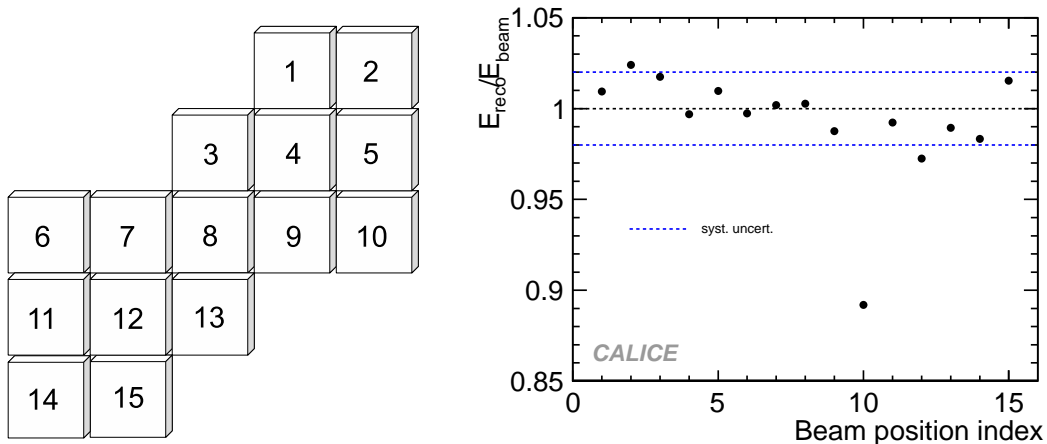 1 2
3 4 5
6 7 8 9 10
11 12 13
14 15
E_reco/E_beam
1.05
1
0.95
0.9
0.85
syst. uncert.
CALICE
0 5 10 15
Beam position index